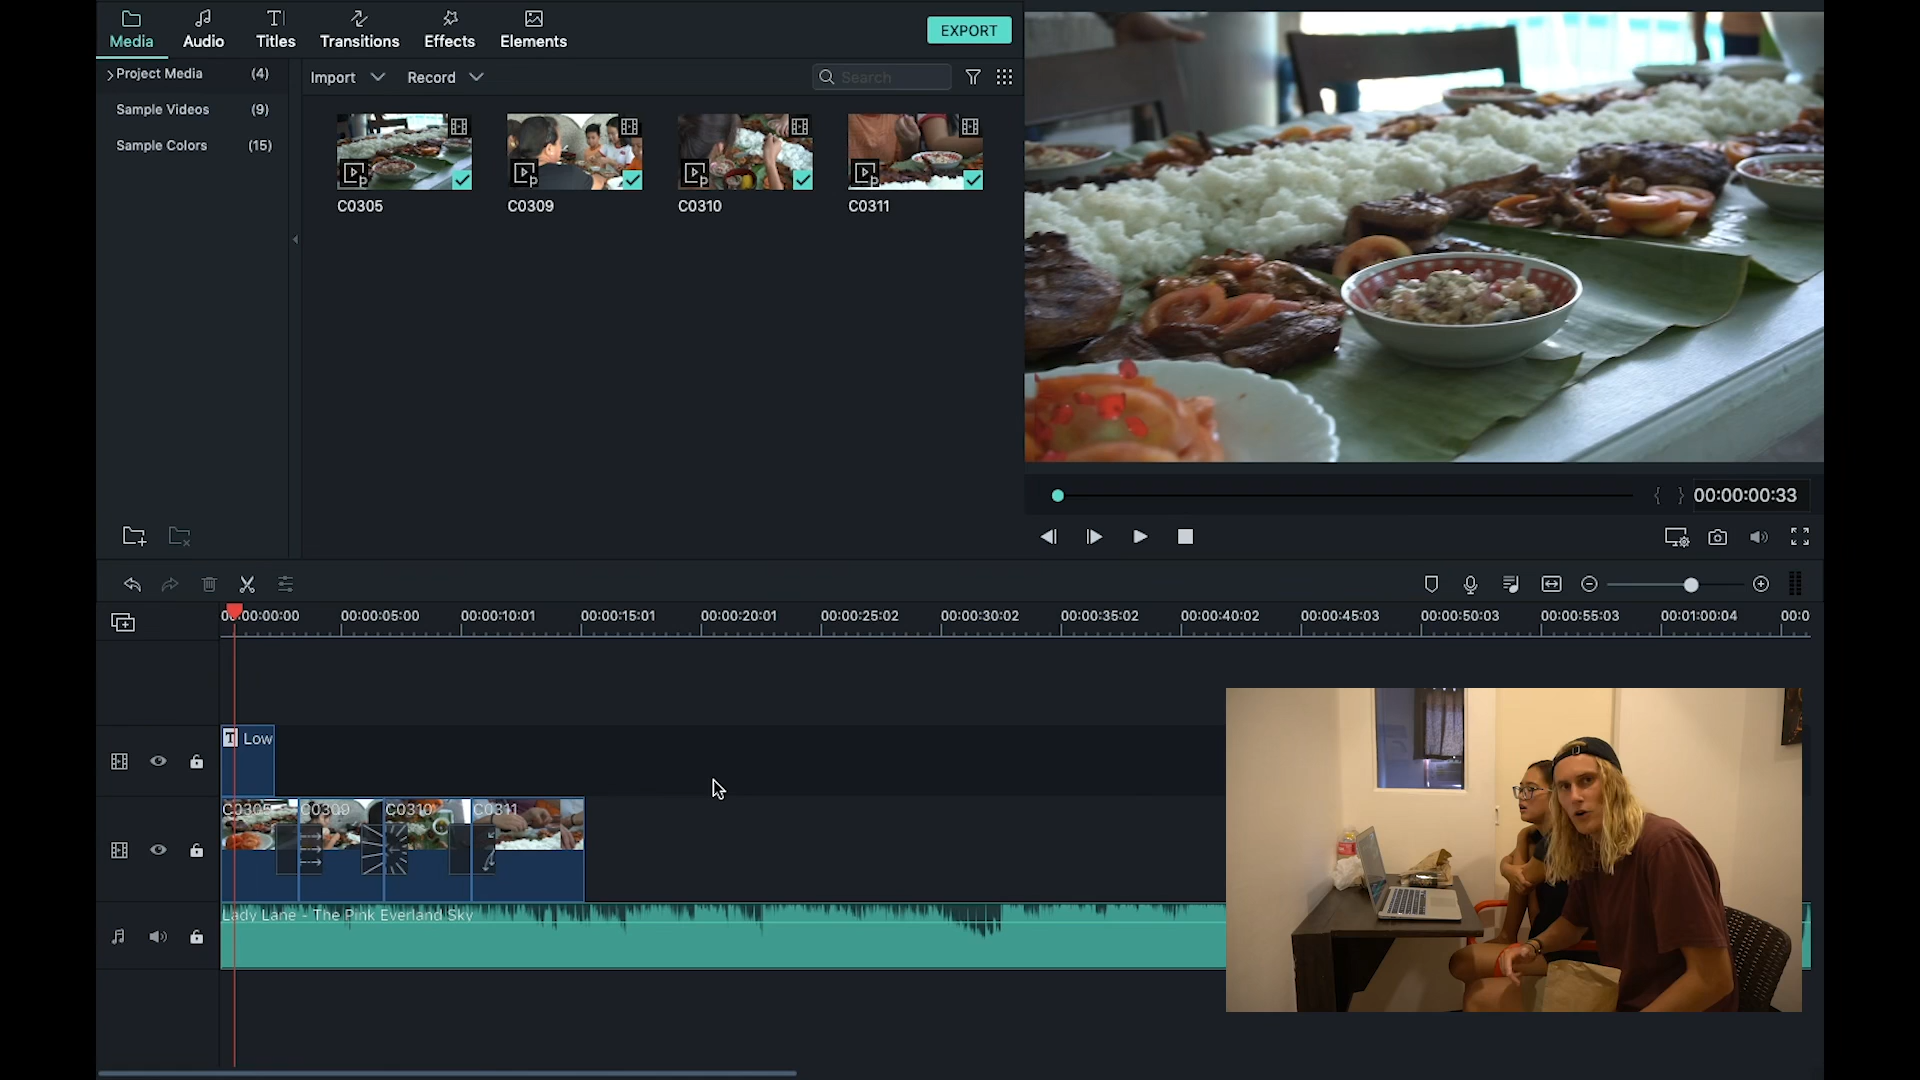 Media Audio Titles Transitions Effects Elements EXPORT
Project Media (4) Import Record Search
Sample Videos (9)
Sample Colors (15)
C0305 C0309 C0310 C0311
00:00:00:33
00:00:00:00 00:00:05:00 00:00:10:01 00:00:15:01 00:00:20:01 00:00:25:02 00:00:30:02 00:00:35:02 00:00:40:02 00:00:45:03 00:00:50:03 00:00:55:03 00:01:00:04 00:0
T Low
C0305 C0309 C0310 C0311
Lady Lane - The Pink Everland Sky